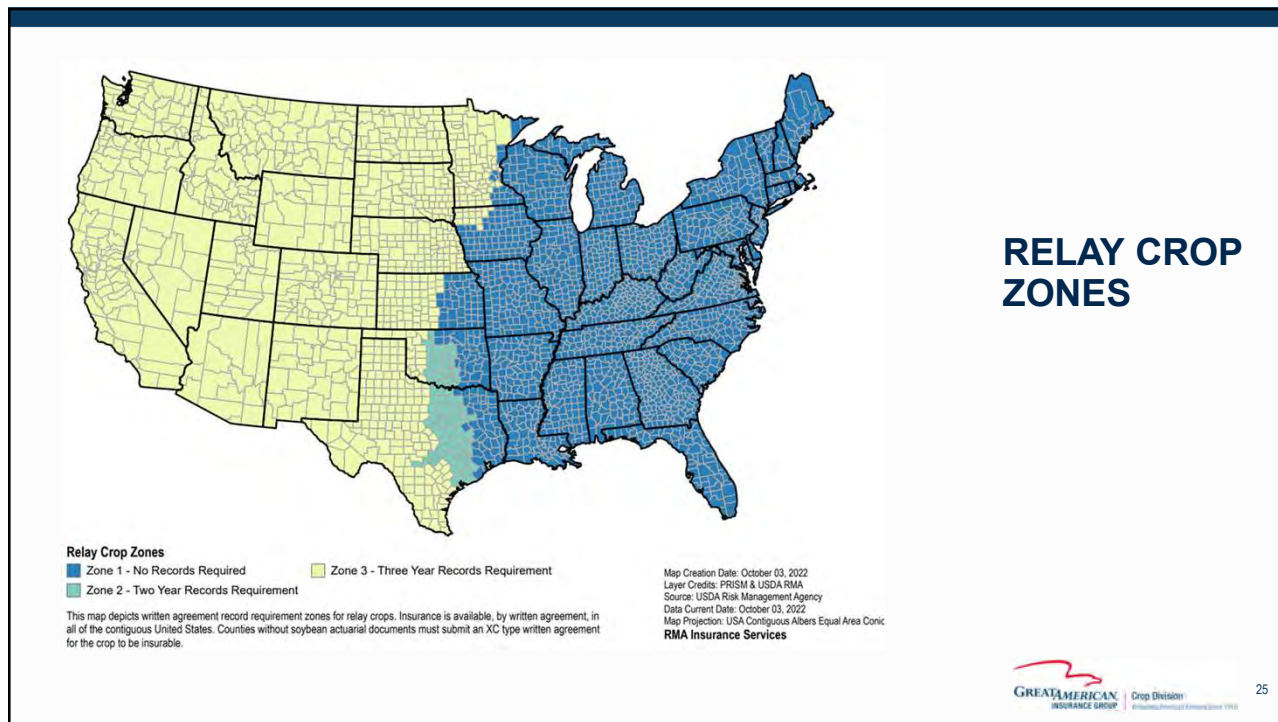 RELAY CROP
ZONES
Relay Crop Zones
Zone 1 - No Records Required
Zone 3 - Three Year Records Requirement
Zone 2 - Two Year Records Requirement
This map depicts written agreement record requirement zones for relay crops. Insurance is available, by written agreement, in
all of the contiguous United States. Counties without soybean actuarial documents must submit an XC type written agreement
for the crop to be insurable.
Map Creation Date: October 03, 2022
Layer Credits: PRISM & USDA RMA
Source: USDA Risk Management Agency
Data Current Date: October 03, 2022
Map Projection: USA Contiguous Albers Equal Area Conic
RMA Insurance Services
GREATAMERICAN.
INSURANCE GROUP
Crop Division
25